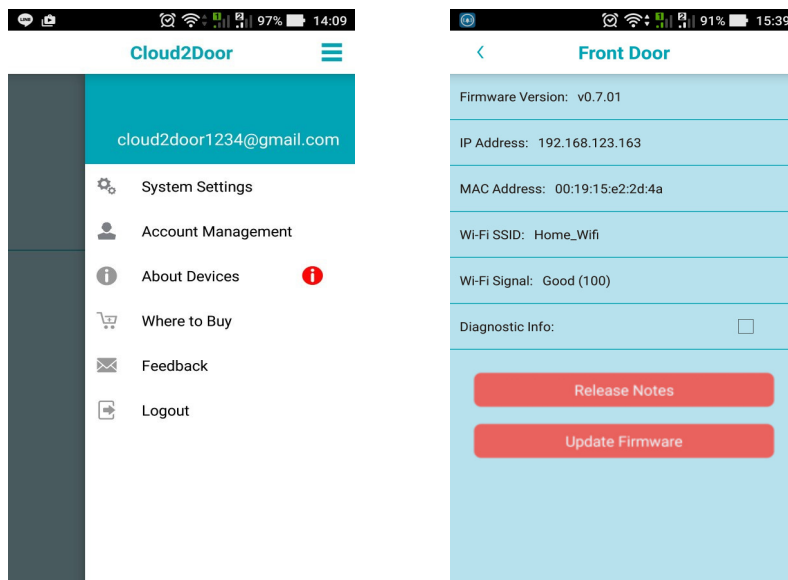 97% 14:09
Cloud2Door
cloud2door1234@gmail.com
System Settings
Account Management
About Devices
Where to Buy
Feedback
Logout
91% 15:39
Front Door
Firmware Version: v0.7.01
IP Address: 192.168.123.163
MAC Address: 00:19:15:e2:2d:4a
Wi-Fi SSID: Home_Wifi
Wi-Fi Signal: Good (100)
Diagnostic Info:
Release Notes
Update Firmware